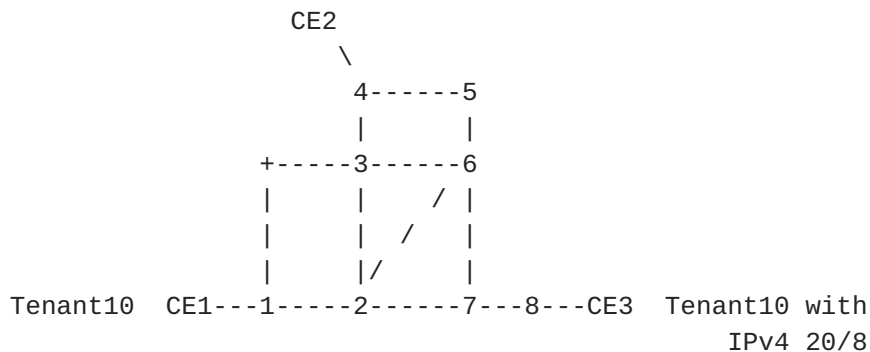 CE2
\
4------5
|        |
+-----3------6
|      |     / |
|      |  /    |
|      |/      |
Tenant10  CE1---1-----2------7---8---CE3  Tenant10 with
IPv4 20/8